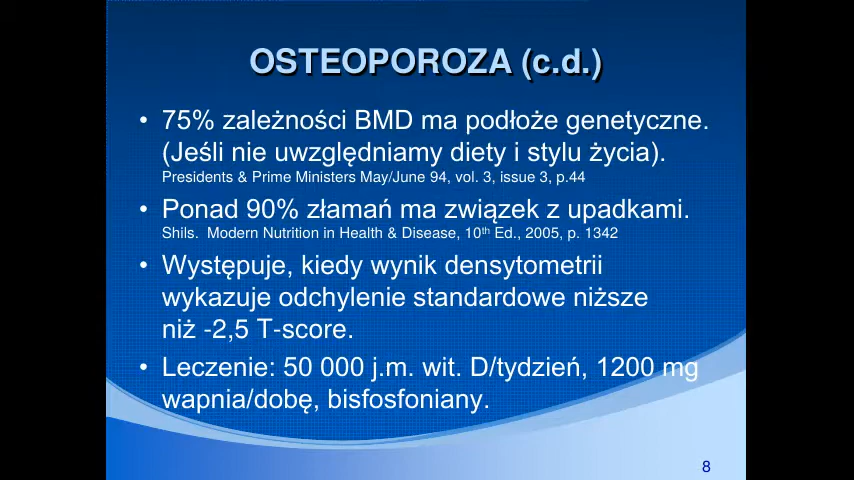 OSTEOPOROZA (c.d.)
• 75% zależności BMD ma podłoże genetyczne.
(Jeśli nie uwzględniamy diety i stylu życia).
Presidents & Prime Ministers May/June 94, vol. 3, issue 3, p.44
• Ponad 90% złamań ma związek z upadkami.
Shils. Modern Nutrition in Health & Disease, 10th Ed., 2005, p. 1342
• Występuje, kiedy wynik densytometrii
wykazuje odchylenie standardowe niższe
niż -2,5 T-score.
• Leczenie: 50 000 j.m. wit. D/tydzień, 1200 mg
wapnia/dobę, bisfosfoniany.
8